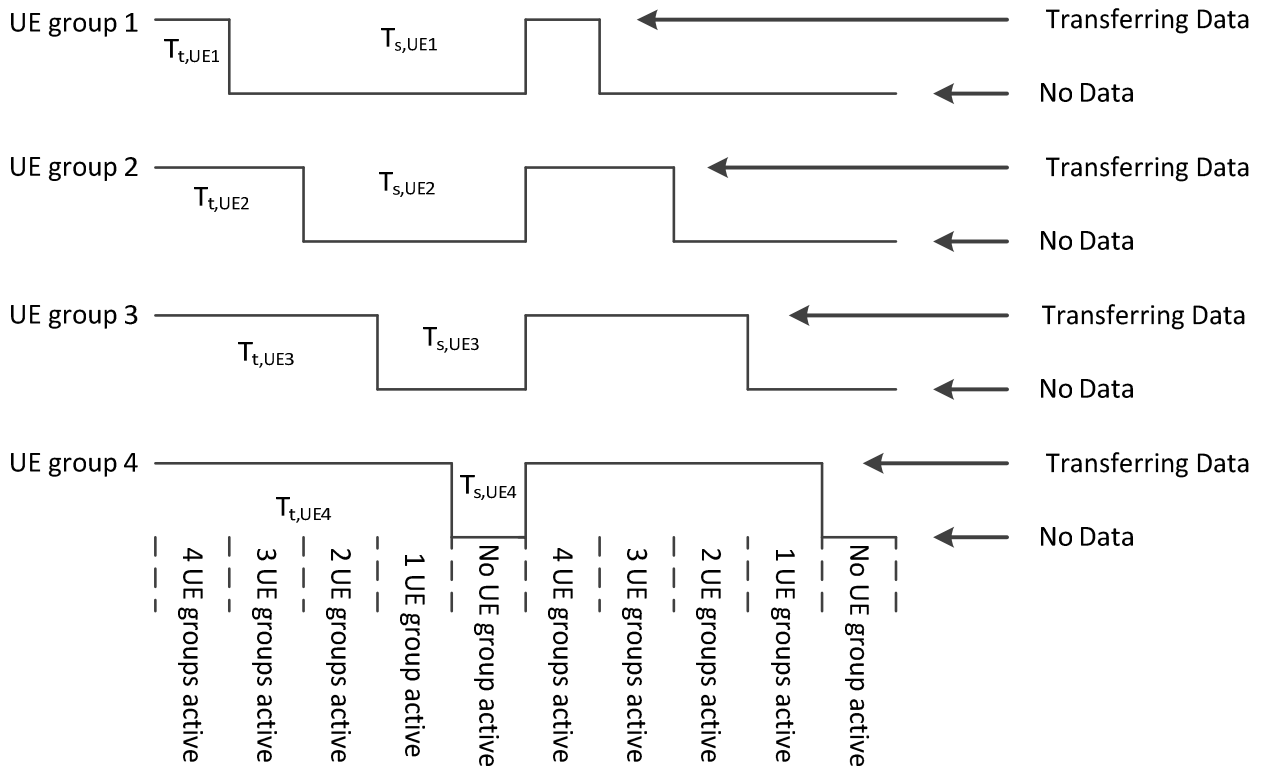 UE group 1
T_t,UE1
T_s,UE1
Transferring Data
No Data
UE group 2
T_t,UE2
T_s,UE2
Transferring Data
No Data
UE group 3
T_t,UE3
T_s,UE3
Transferring Data
No Data
UE group 4
T_t,UE4
T_s,UE4
Transferring Data
No Data
4 UE groups active
3 UE groups active
2 UE groups active
1 UE group active
No UE group active
4 UE groups active
3 UE groups active
2 UE groups active
1 UE group active
No UE group active